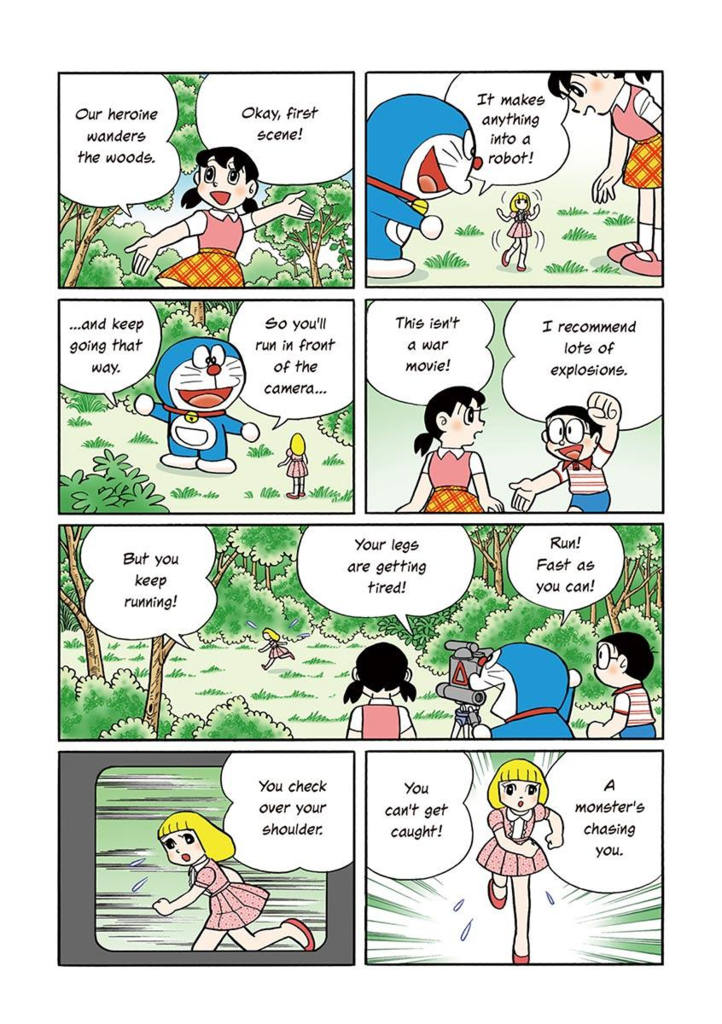 It makes
anything
into a
robot!
Okay, first
scene!
Our heroine
wanders
the woods.
I recommend
lots of
explosions.
This isn't
a war
movie!
So you'll
run in front
of the
camera...
...and keep
going that
way.
Run!
Fast as
you can!
Your legs
are getting
tired!
But you
keep
running!
A
monster's
chasing
you.
You
can't get
caught!
You check
over your
shoulder.